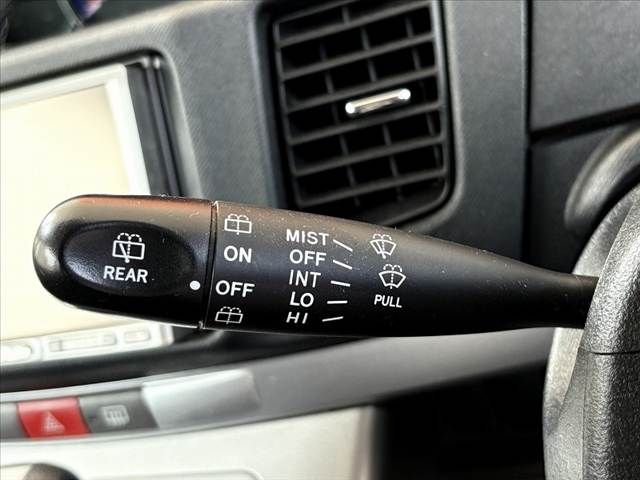 REAR
ON
OFF
MIST
OFF
INT
LO
HI
PULL